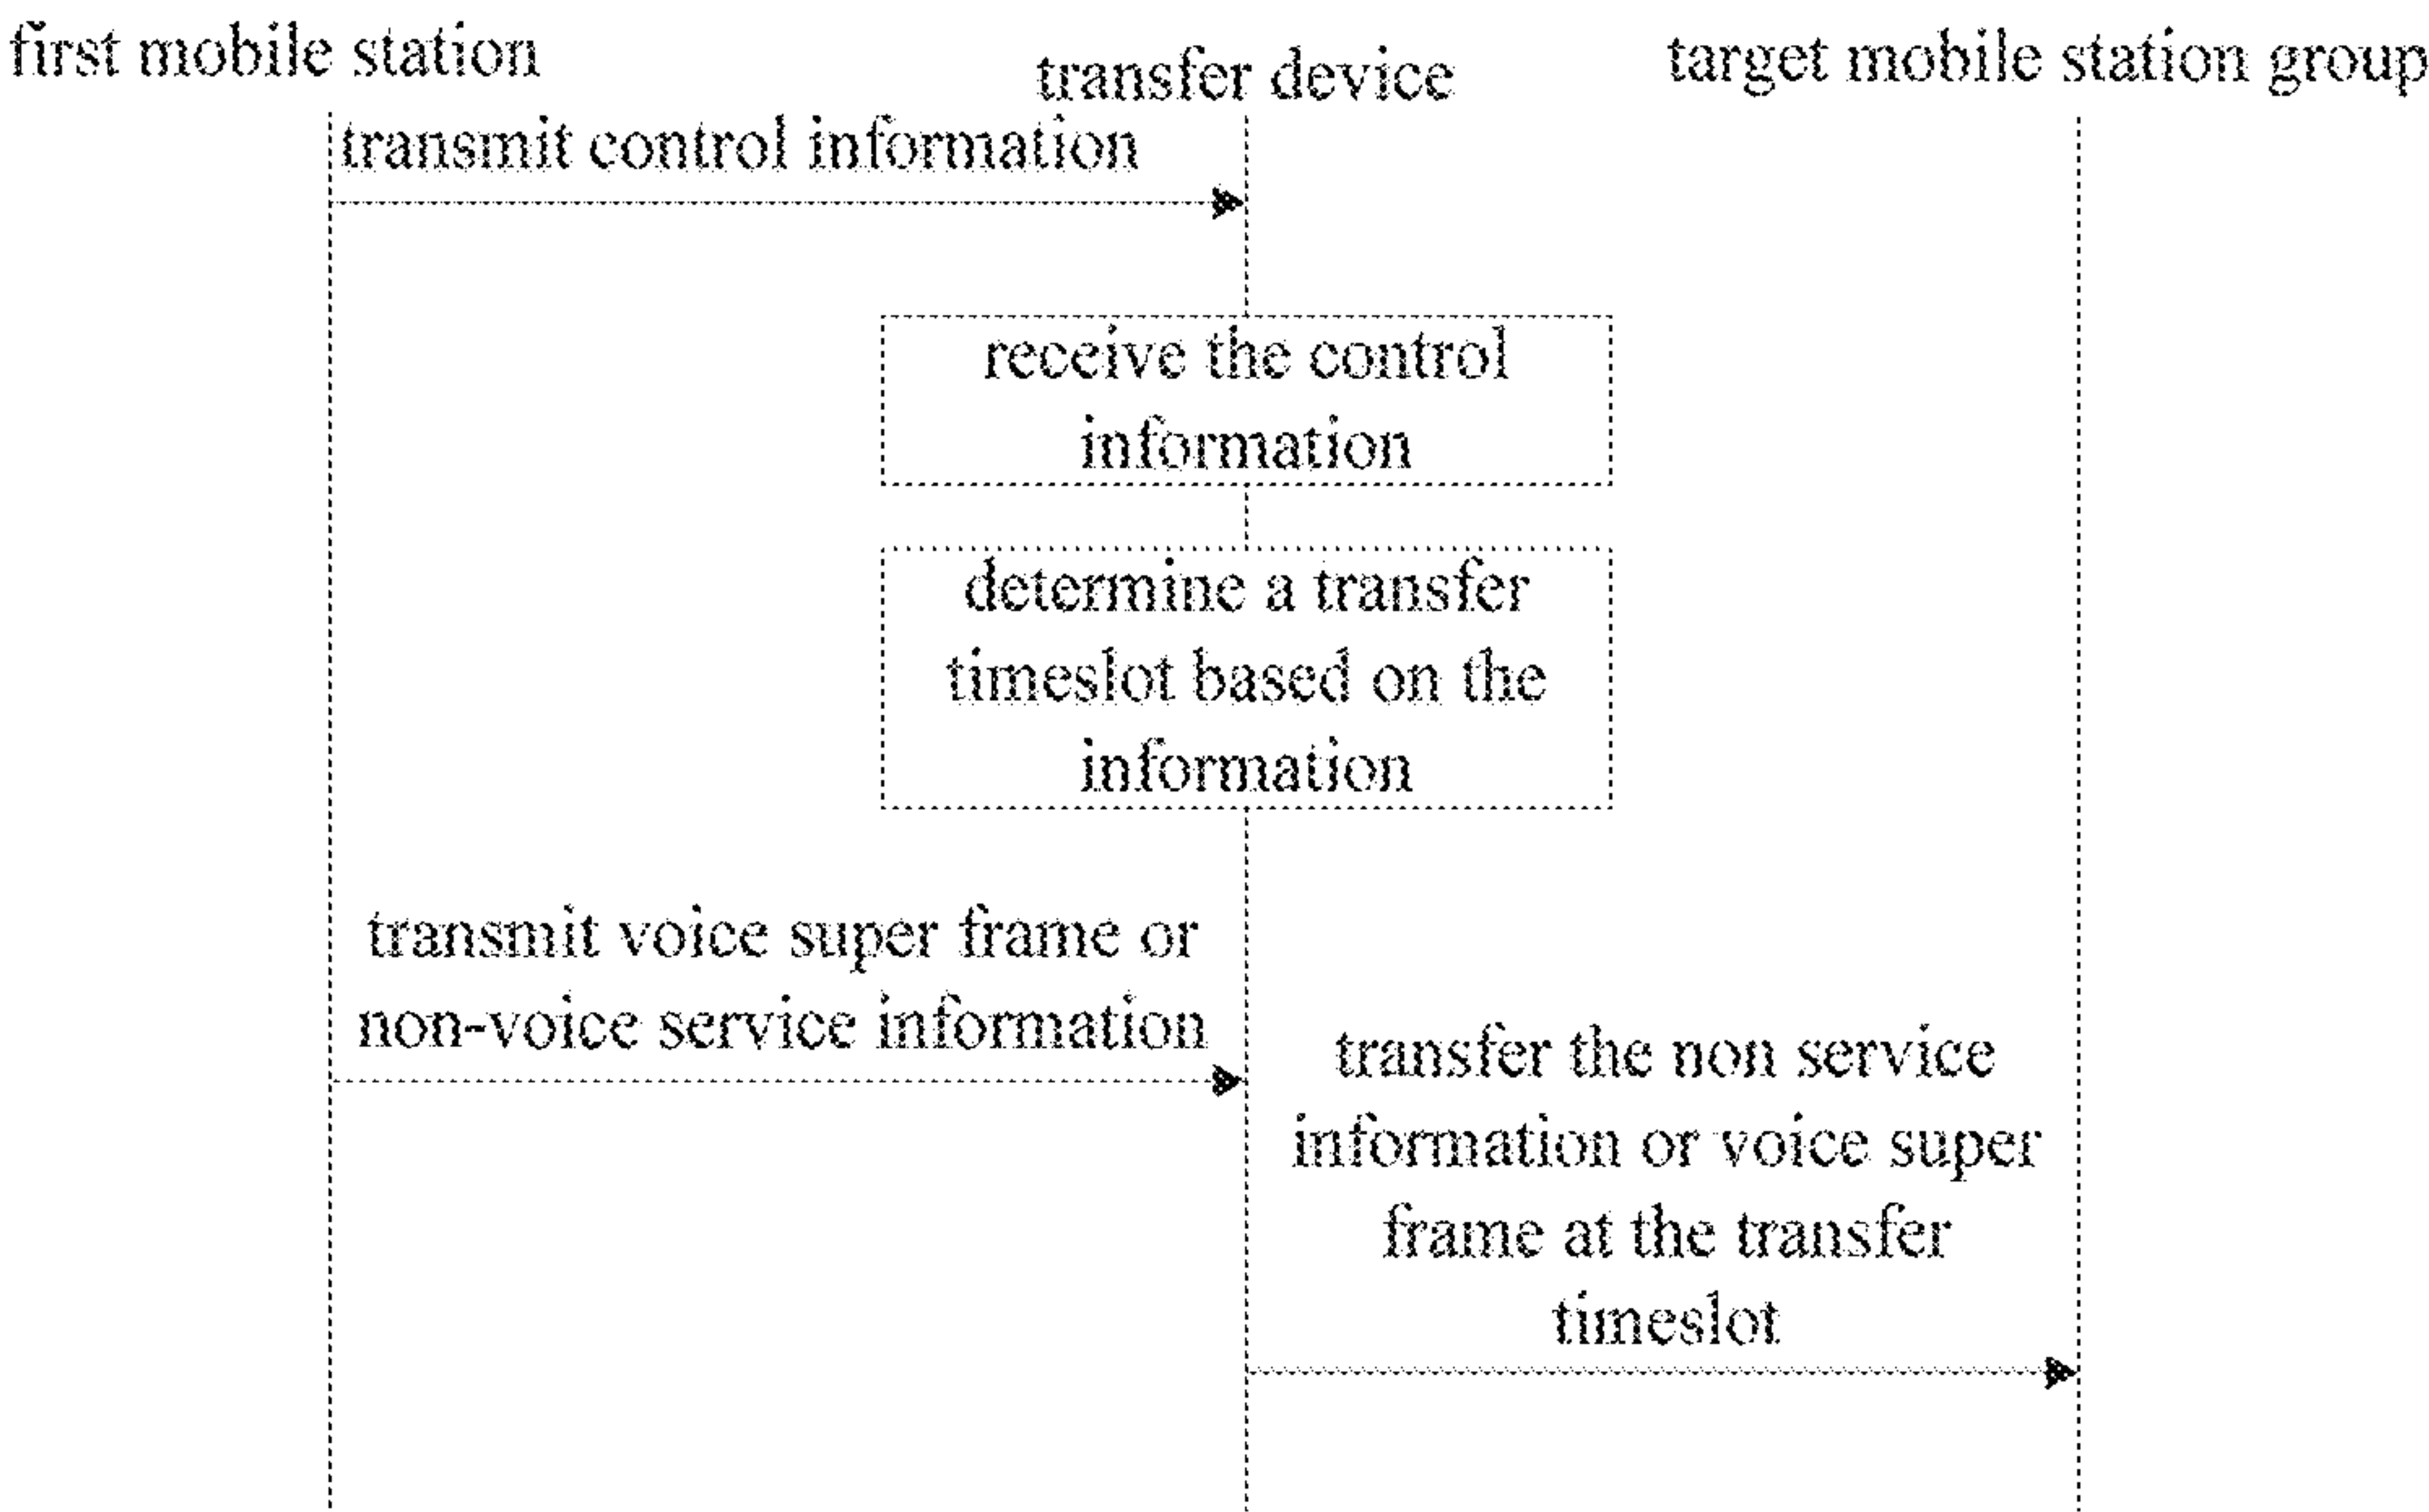 first mobile station
transfer device
target mobile station group
transmit control information
receive the control
information
determine a transfer
timeslot based on the
information
transmit voice super frame or
non-voice service information
transfer the non service
information or voice super
frame at the transfer
timeslot